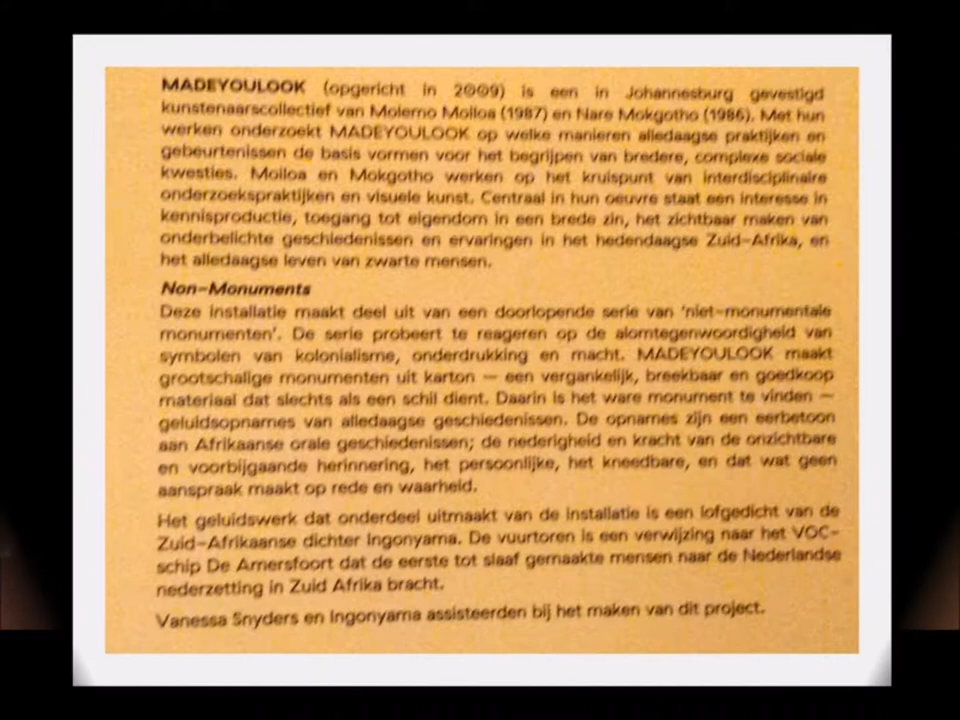 MADEYOULOOK (opgericht in 2009) is een in Johannesburg gevestigd
kunstenaarscollectief van Molemo Moiloa (1987) en Nare Mokgotho (1986). Met hun
werken onderzoekt MADEYOULOOK op welke manieren alledaagse praktijken en
gebeurtenissen de basis vormen voor het begrijpen van bredere, complexe sociale
kwesties. Moiloa en Mokgotho werken op het kruispunt van interdisciplinaire
onderzoekspraktijken en visuele kunst. Centraal in hun oeuvre staat een interesse in
kennisproductie, toegang tot eigendom in een brede zin, het zichtbaar maken van
onderbelichte geschiedenissen en ervaringen in het hedendaagse Zuid-Afrika, en
het alledaagse leven van zwarte mensen.
Non-Monuments
Deze installatie maakt deel uit van een doorlopende serie van 'niet-monumentale
monumenten'. De serie probeert te reageren op de alomtegenwoordigheid van
symbolen van kolonialisme, onderdrukking en macht. MADEYOULOOK maakt
grootschalige monumenten uit karton — een vergankelijk, breekbaar en goedkoop
materiaal dat slechts als een schil dient. Daarin is het ware monument te vinden —
geluidsopnames van alledaagse geschiedenissen. De opnames zijn een eerbetoon
aan Afrikaanse orale geschiedenissen; de nederigheid en kracht van de onzichtbare
en voorbijgaande herinnering, het persoonlijke, het kneedbare, en dat wat geen
aanspraak maakt op rede en waarheid.
Het geluidswerk dat onderdeel uitmaakt van de installatie is een lofgedicht van de
Zuid-Afrikaanse dichter Ingonyama. De vuurtoren is een verwijzing naar het VOC-
schip De Amersfoort dat de eerste tot slaaf gemaakte mensen naar de Nederlandse
nederzetting in Zuid Afrika bracht.
Vanessa Snyders en Ingonyama assisteerden bij het maken van dit project.